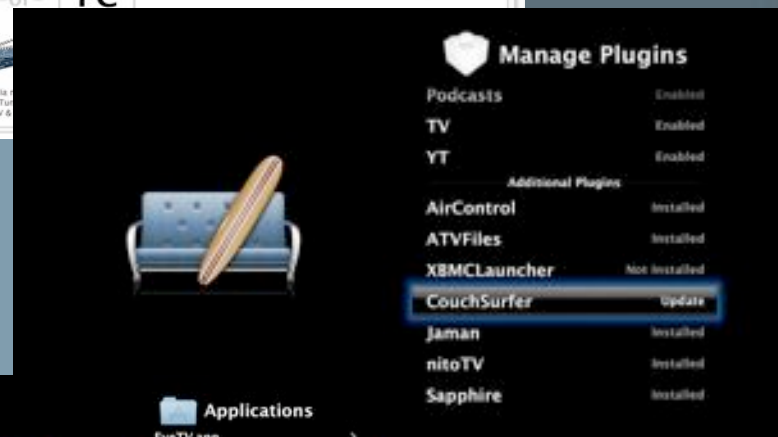 Manage Plugins
Podcasts Enabled
TV Enabled
YT Enabled
Additional Plugins
AirControl Installed
ATVFiles Installed
XBMCLauncher Not Installed
CouchSurfer Update
Jaman Installed
nitoTV Installed
Sapphire Installed
Applications